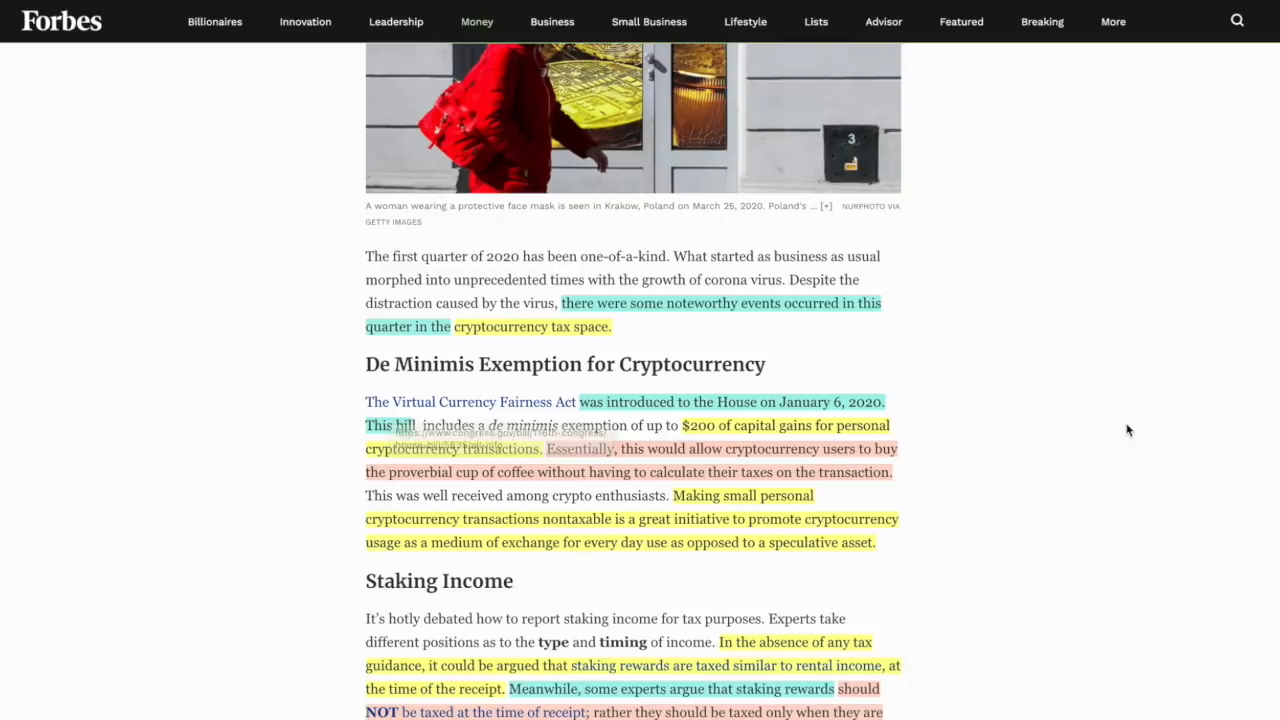 Forbes
Billionaires Innovation Leadership Money Business Small Business Lifestyle Lists Advisor Featured Breaking More
3
A woman wearing a protective face mask is seen in Krakow, Poland on March 25, 2020. Poland's ... [+] NURPHOTO VIA
GETTY IMAGES
The first quarter of 2020 has been one-of-a-kind. What started as business as usual
morphed into unprecedented times with the growth of corona virus. Despite the
distraction caused by the virus, there were some noteworthy events occurred in this
quarter in the cryptocurrency tax space.
De Minimis Exemption for Cryptocurrency
The Virtual Currency Fairness Act was introduced to the House on January 6, 2020.
This bill includes a de minimis exemption of up to $200 of capital gains for personal
https://www.congress.gov/bill/116th-congress/
cryptocurrency transactions. Essentially, this would allow cryptocurrency users to buy
the proverbial cup of coffee without having to calculate their taxes on the transaction.
This was well received among crypto enthusiasts. Making small personal
cryptocurrency transactions nontaxable is a great initiative to promote cryptocurrency
usage as a medium of exchange for every day use as opposed to a speculative asset.
Staking Income
It's hotly debated how to report staking income for tax purposes. Experts take
different positions as to the type and timing of income. In the absence of any tax
guidance, it could be argued that staking rewards are taxed similar to rental income, at
the time of the receipt. Meanwhile, some experts argue that staking rewards should
NOT be taxed at the time of receipt; rather they should be taxed only when they are